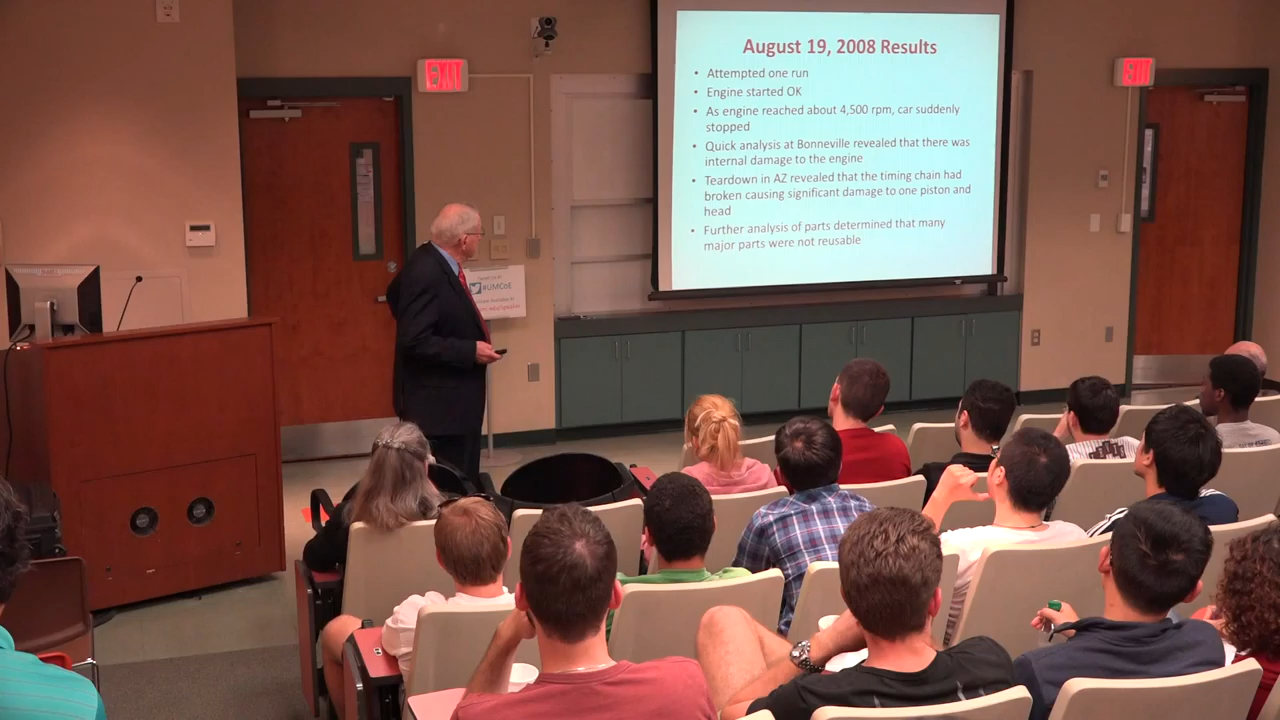 EXIT
August 19, 2008 Results
• Attempted one run
• Engine started OK
• As engine reached about 4,500 rpm, car suddenly
stopped
• Quick analysis at Bonneville revealed that there was
internal damage to the engine
• Teardown in AZ revealed that the timing chain had
broken causing significant damage to one piston and
head
• Further analysis of parts determined that many
major parts were not reusable
EXIT
#UMCoE